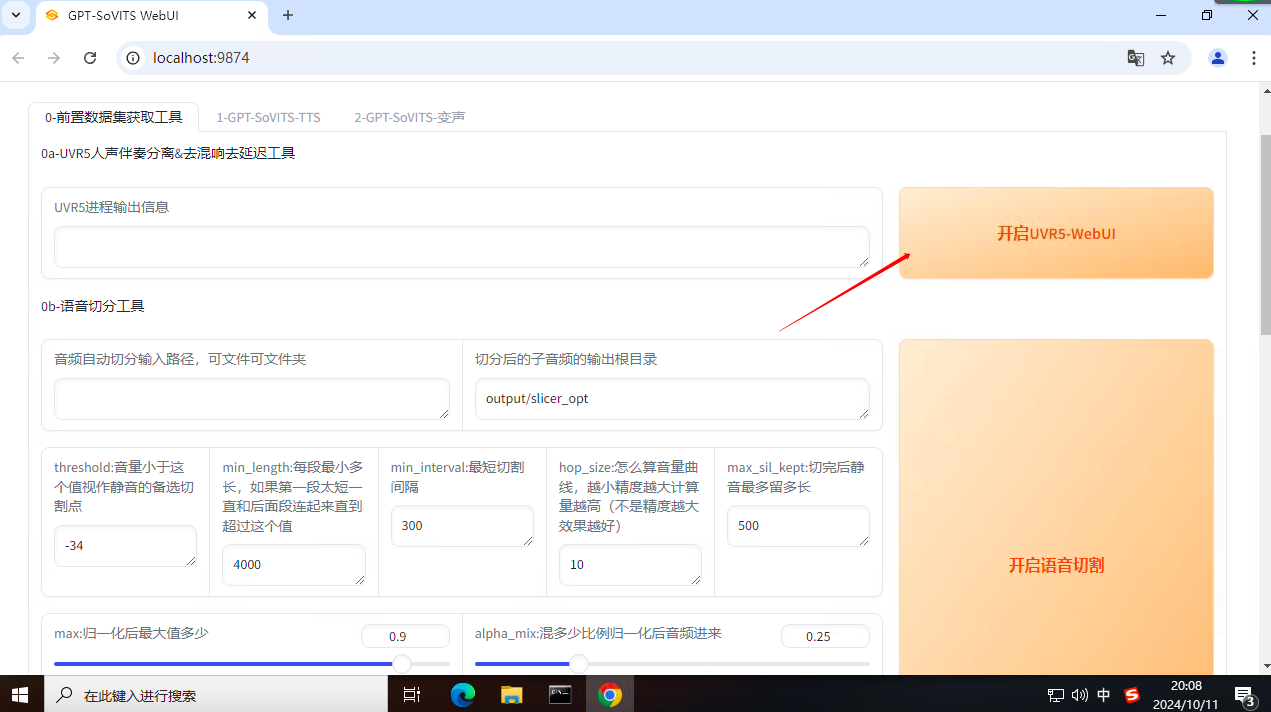 GPT-SoVITS WebUI
localhost:9874
0-前置数据集获取工具
1-GPT-SoVITS-TTS
2-GPT-SoVITS-变声
0a-UVR5人声伴奏分离&去混响去延迟工具
UVR5进程输出信息
开启UVR5-WebUI
0b-语音切分工具
音频自动切分输入路径，可文件可文件夹
切分后的子音频的输出根目录
output/slicer_opt
threshold:音量小于这
个值视作静音的备选切
割点
-34
min_length:每段最小多
长，如果第一段太短一
直和后面段连起来直到
超过这个值
4000
min_interval:最短切割
间隔
300
hop_size:怎么算音量曲
线，越小精度越大计算
量越高（不是精度越大
效果越好）
10
max_sil_kept:切完后静
音最多留多长
500
开启语音切割
max:归一化后最大值多少
0.9
alpha_mix:混多少比例归一化后音频进来
0.25
在此键入进行搜索
中
20:08
2024/10/11
3